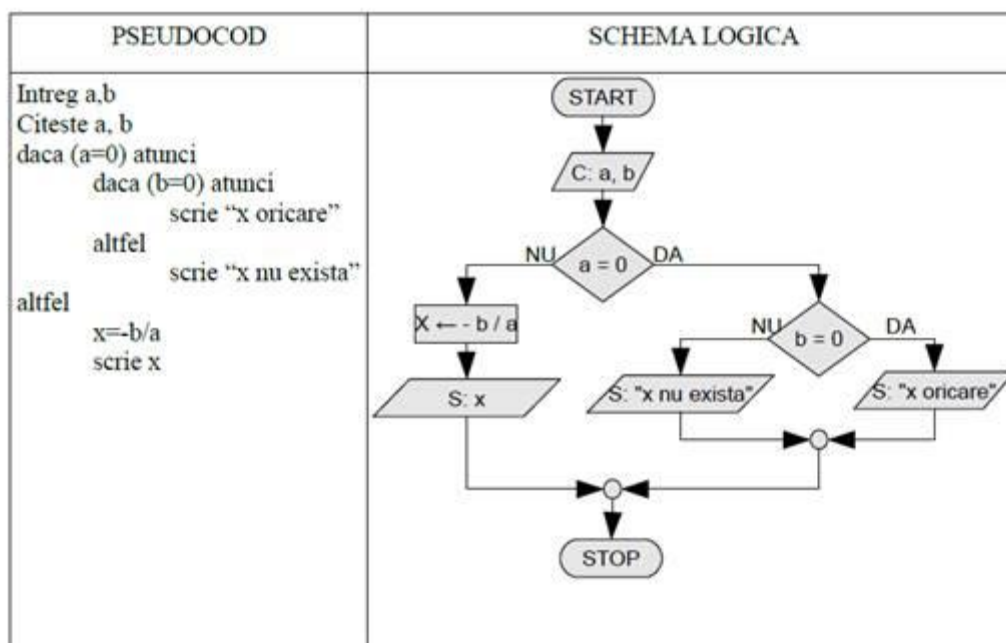 PSEUDOCOD
SCHEMA LOGICA
Intreg a,b
Citeste a, b
daca (a=0) atunci
daca (b=0) atunci
scrie “x oricare”
altfel
scrie “x nu exista”
altfel
x=-b/a
scrie x
START
C: a, b
NU
a = 0
DA
X ← - b / a
NU
b = 0
DA
S: x
S: "x nu exista"
S: "x oricare"
STOP